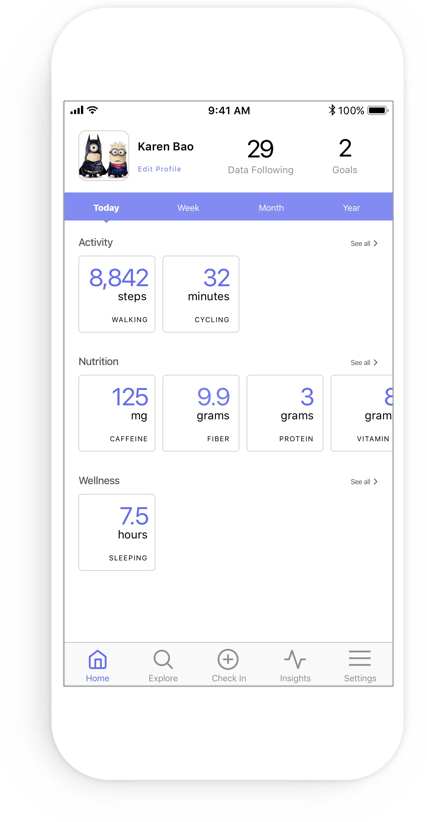 9:41 AM 100%
Karen Bao 29 2
Edit Profile Data Following Goals
Today Week Month Year
Activity See all
8,842 32
steps minutes
WALKING CYCLING
Nutrition See all
125 9.9 3 8
mg grams grams gram
CAFFEINE FIBER PROTEIN VITAMIN
Wellness See all
7.5
hours
SLEEPING
Home Explore Check In Insights Settings